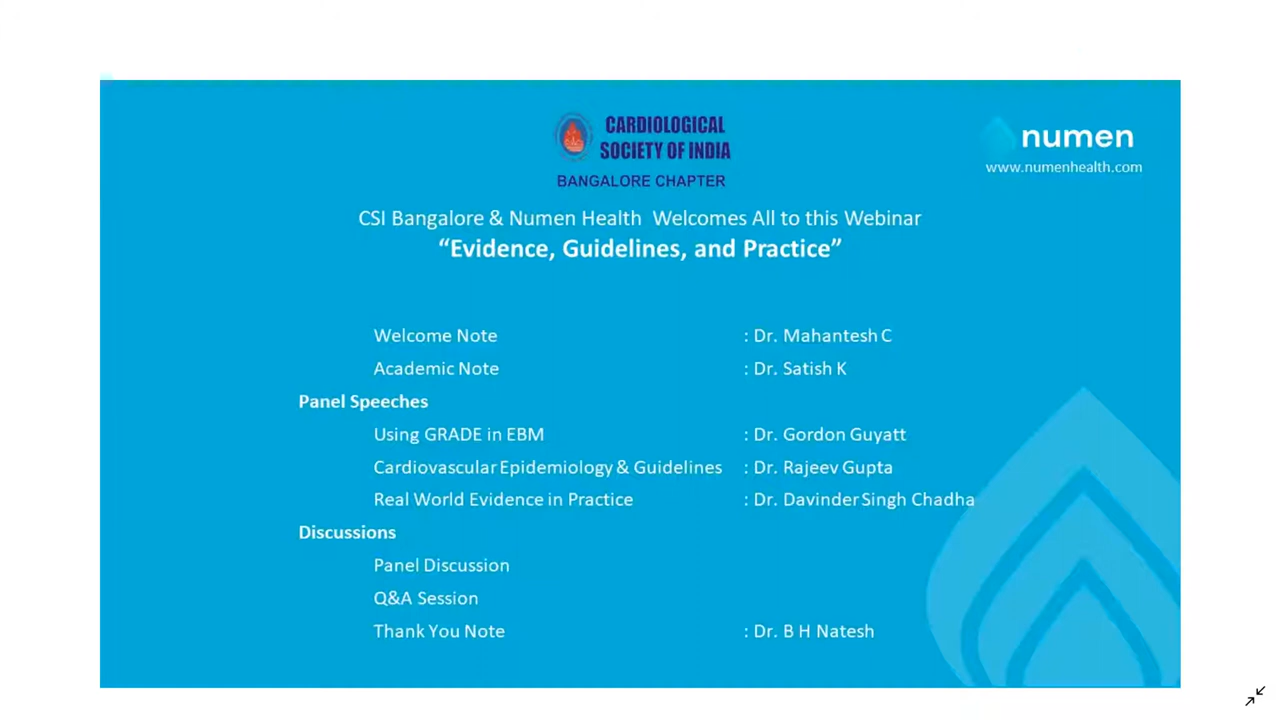 CARDIOLOGICAL
SOCIETY OF INDIA
BANGALORE CHAPTER
numen
www.numenhealth.com
CSI Bangalore & Numen Health Welcomes All to this Webinar
“Evidence, Guidelines, and Practice”
Welcome Note : Dr. Mahantesh C
Academic Note : Dr. Satish K
Panel Speeches
Using GRADE in EBM : Dr. Gordon Guyatt
Cardiovascular Epidemiology & Guidelines : Dr. Rajeev Gupta
Real World Evidence in Practice : Dr. Davinder Singh Chadha
Discussions
Panel Discussion
Q&A Session
Thank You Note : Dr. B H Natesh